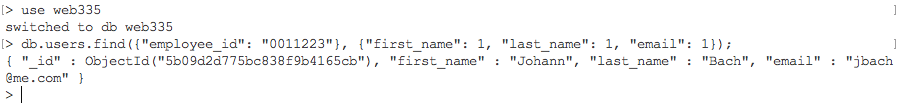 [> use web335 ]
switched to db web335
[> db.users.find({"employee_id": "0011223"}, {"first_name": 1, "last_name": 1, "email": 1}); ]
{ "_id" : ObjectId("5b09d2d775bc838f9b4165cb"), "first_name" : "Johann", "last_name" : "Bach", "email" : "jbach
@me.com" }
>